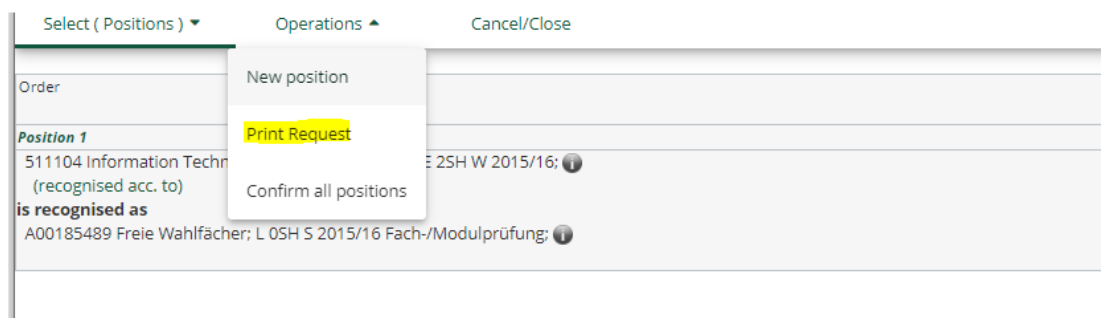 Select ( Positions ) ▼ Operations ▲ Cancel/Close
New position
Order
Print Request
Position 1
511104 Information Techn E 2SH W 2015/16;
(recognised acc. to)
Confirm all positions
is recognised as
A00185489 Freie Wahlfächer; L 0SH S 2015/16 Fach-/Modulprüfung;